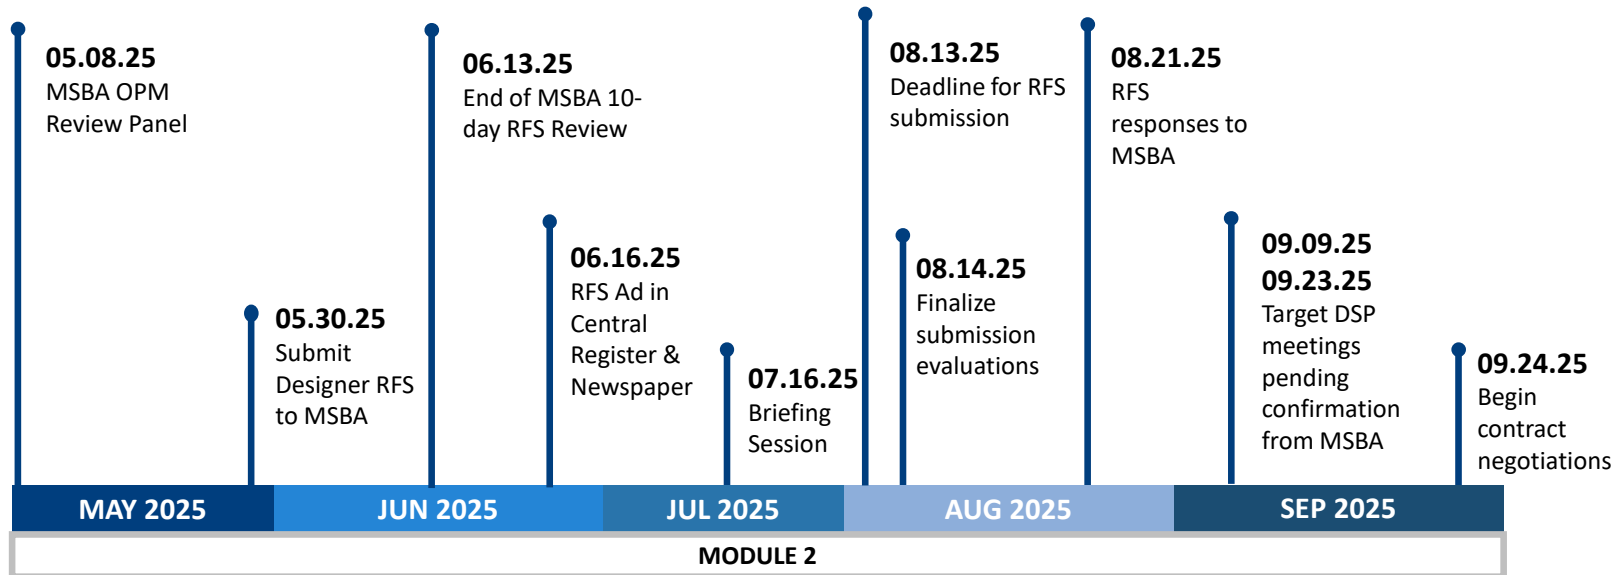 05.08.25
MSBA OPM
Review Panel
05.30.25
Submit
Designer RFS
to MSBA
06.13.25
End of MSBA 10-
day RFS Review
06.16.25
RFS Ad in
Central
Register &
Newspaper
07.16.25
Briefing
Session
08.13.25
Deadline for RFS
submission
08.14.25
Finalize
submission
evaluations
08.21.25
RFS
responses to
MSBA
09.09.25
09.23.25
Target DSP
meetings
pending
confirmation
from MSBA
09.24.25
Begin
contract
negotiations
MAY 2025
JUN 2025
JUL 2025
AUG 2025
SEP 2025
MODULE 2